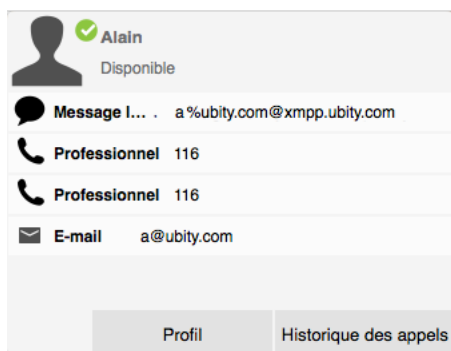 Alain
Disponible
Message I... . a%ubity.com@xmpp.ubity.com
Professionnel 116
Professionnel 116
E-mail a@ubity.com
Profil Historique des appels